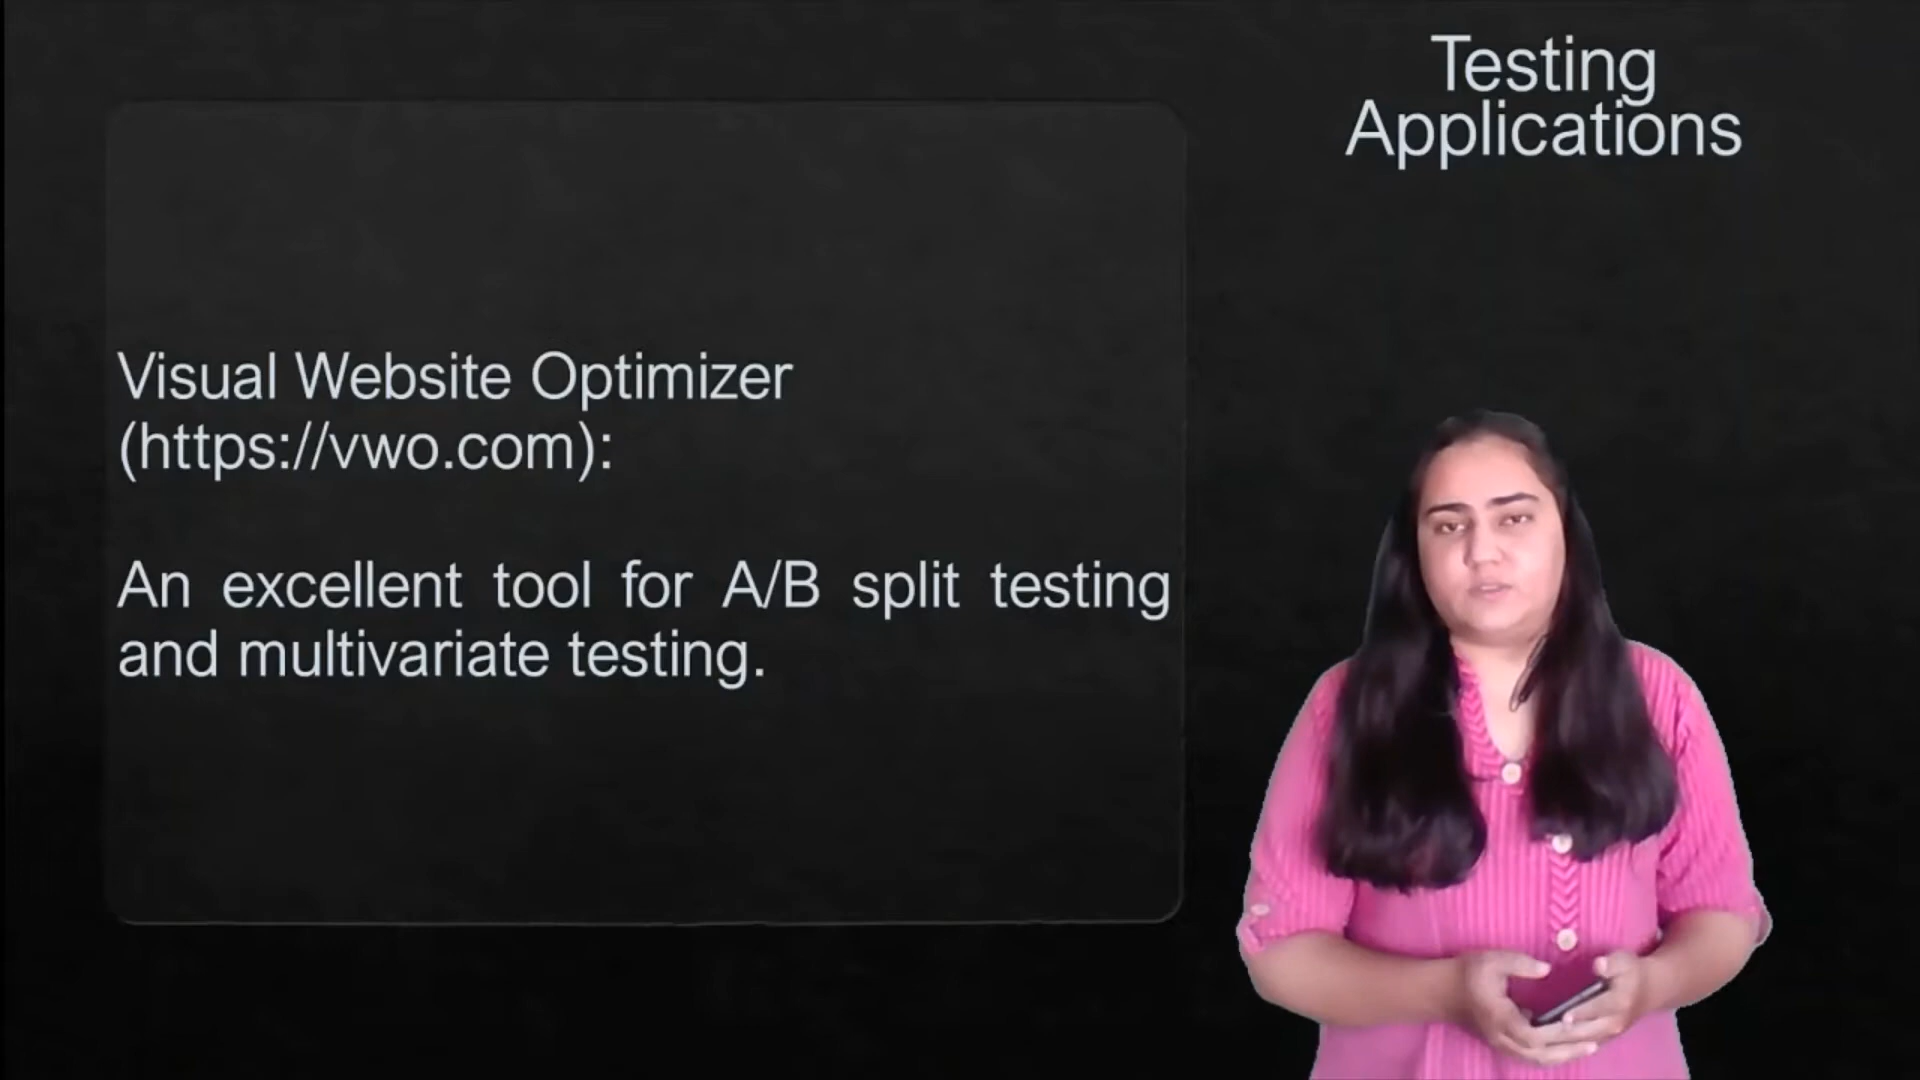 Testing
Applications
Visual Website Optimizer
(https://vwo.com):
An excellent tool for A/B split testing
and multivariate testing.